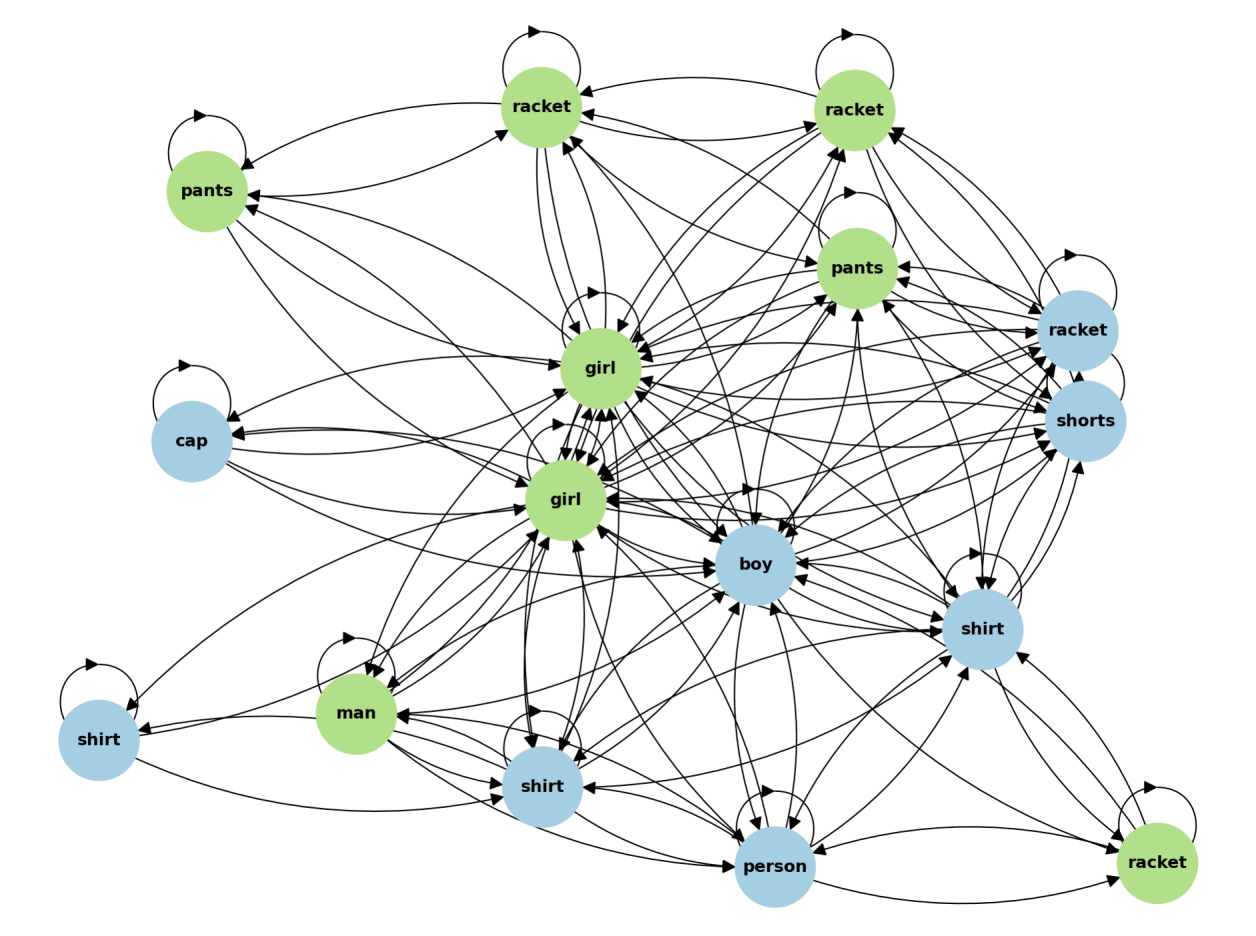 racket
racket
pants
pants
racket
girl
shorts
cap
girl
boy
shirt
man
shirt
shirt
racket
person